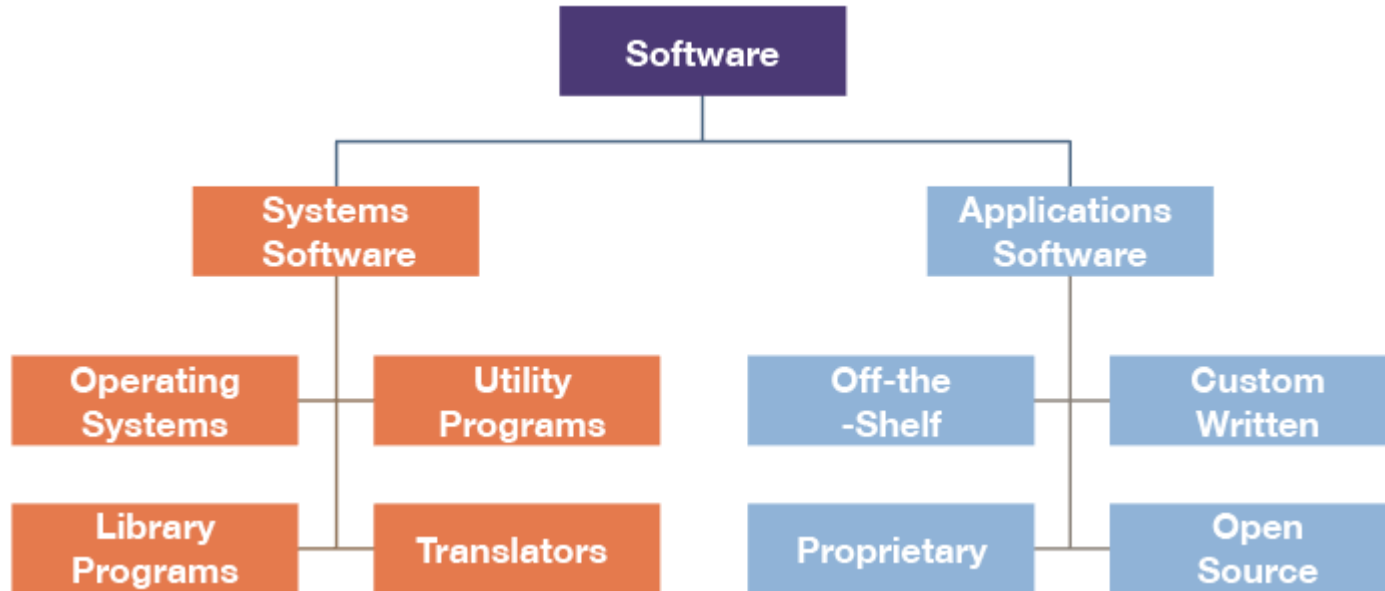 Software
Systems
Software
Applications
Software
Operating
Systems
Utility
Programs
Off-the
-Shelf
Custom
Written
Library
Programs
Translators
Proprietary
Open
Source